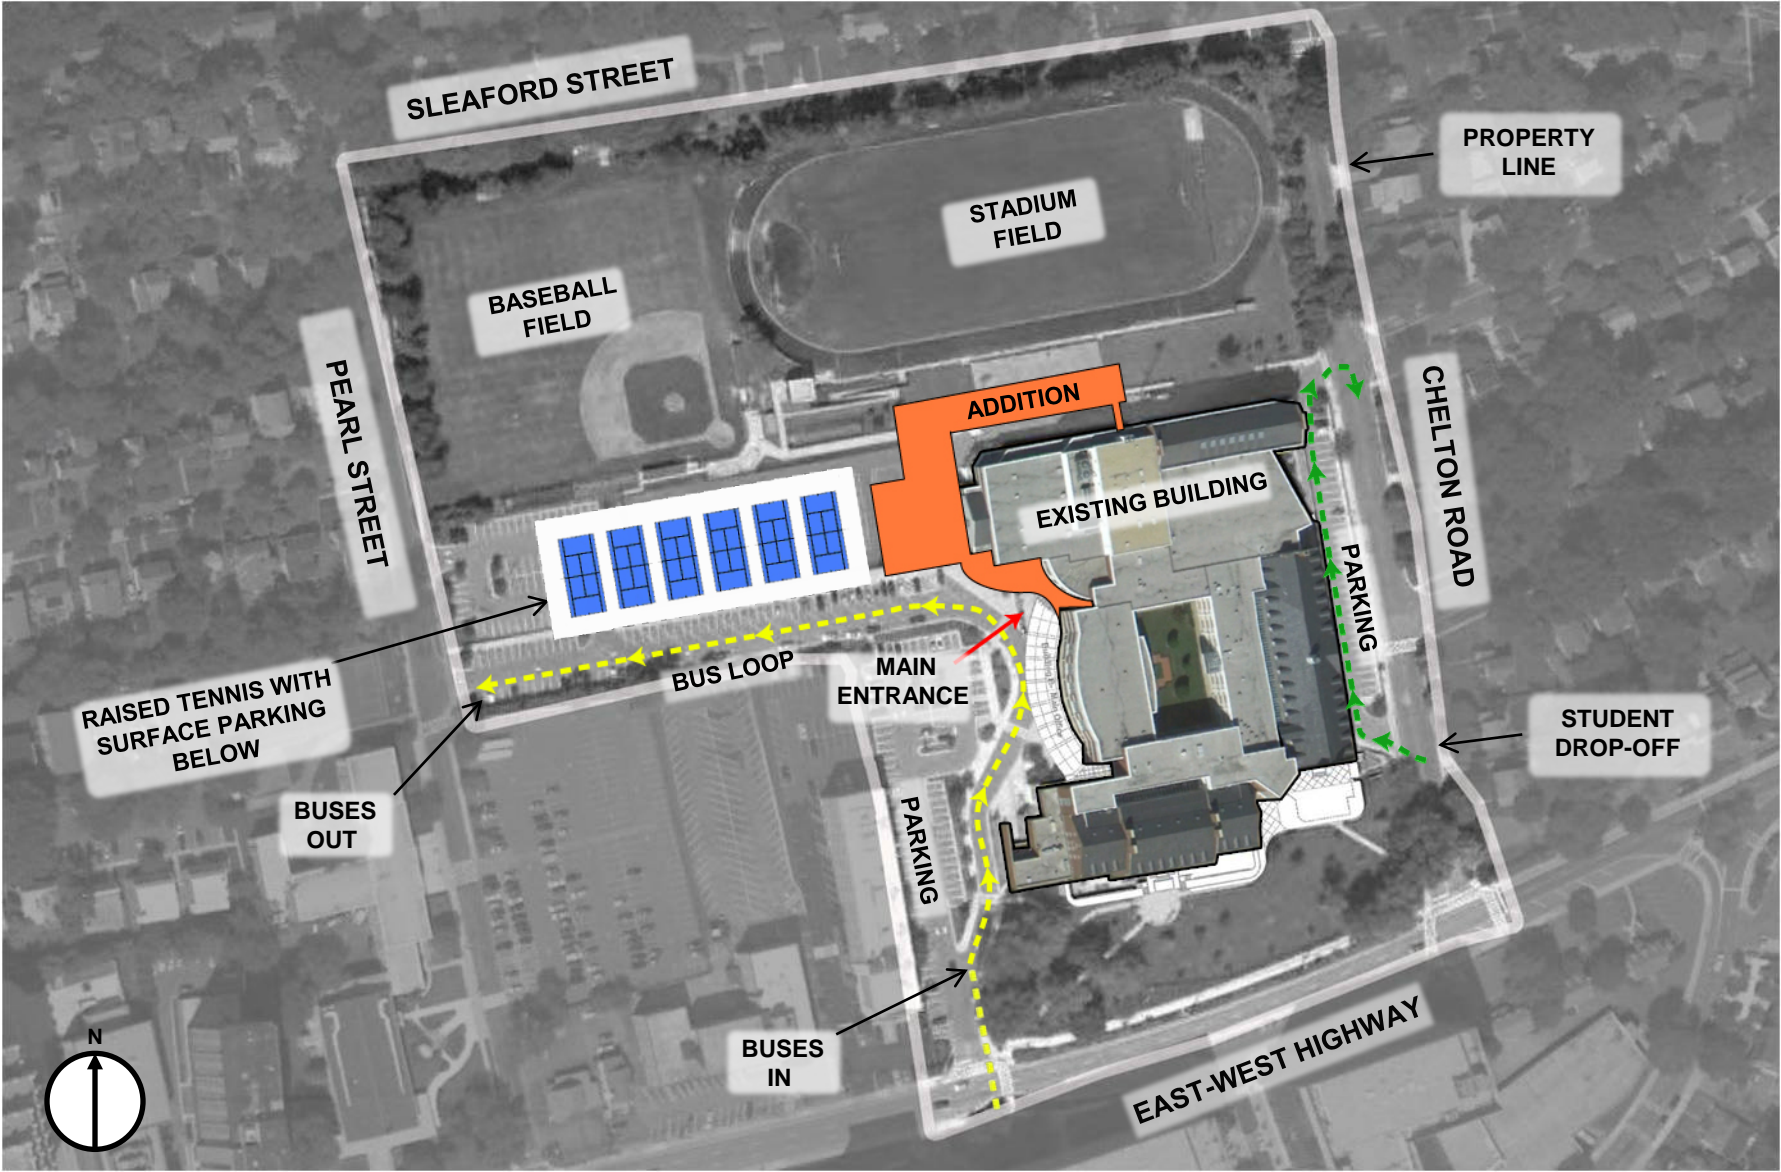 SLEAFORD STREET
PROPERTY
LINE
STADIUM
FIELD
BASEBALL
FIELD
PEARL STREET
ADDITION
CHELTON ROAD
EXISTING BUILDING
PARKING
BUS LOOP
MAIN
ENTRANCE
RAISED TENNIS WITH
SURFACE PARKING
BELOW
STUDENT
DROP-OFF
BUSES
OUT
PARKING
BUSES
IN
EAST-WEST HIGHWAY
N